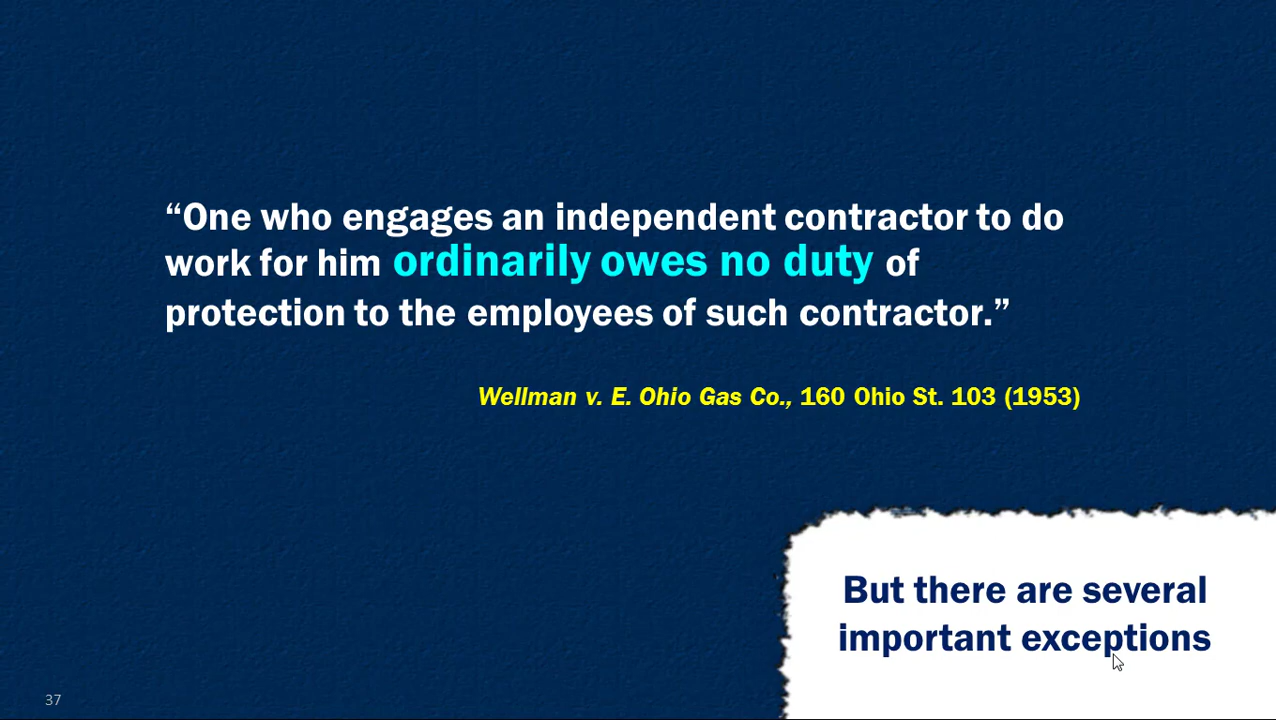 “One who engages an independent contractor to do
work for him ordinarily owes no duty of
protection to the employees of such contractor.”
Wellman v. E. Ohio Gas Co., 160 Ohio St. 103 (1953)
But there are several
important exceptions
37